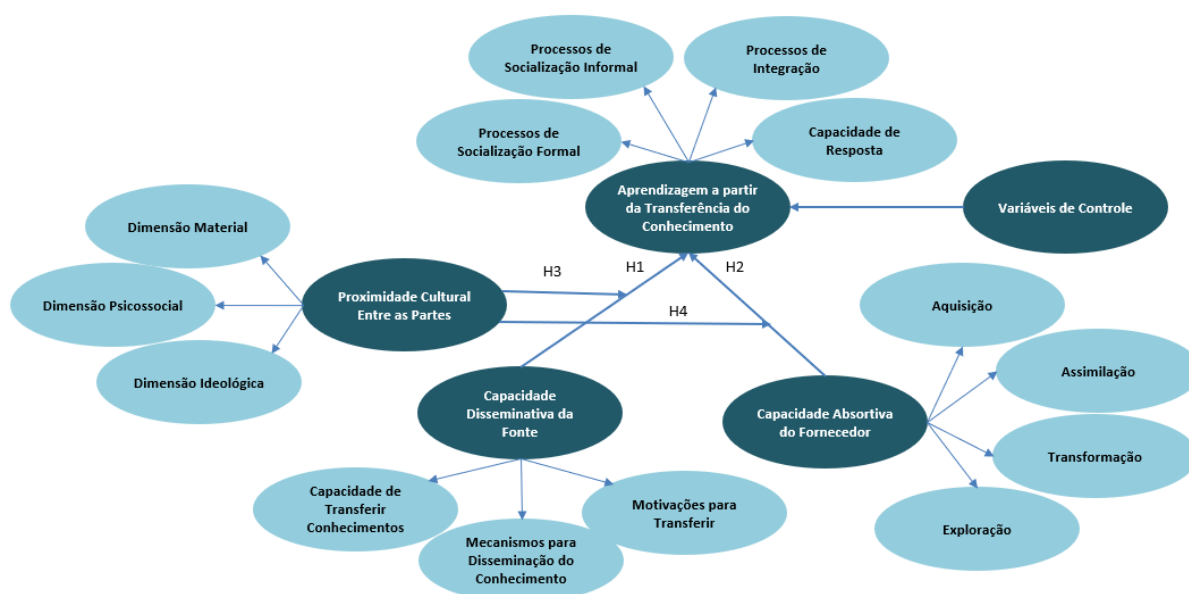 Processos de
Socialização Informal
Processos de
Integração
Processos de
Socialização Formal
Capacidade de
Resposta
Aprendizagem a partir
da Transferência do
Conhecimento
Variáveis de Controle
Dimensão Material
Dimensão Psicossocial
Dimensão Ideológica
Proximidade Cultural
Entre as Partes
H3
H1
H2
H4
Aquisição
Assimilação
Transformação
Exploração
Capacidade
Disseminativa da
Fonte
Capacidade Absortiva
do Fornecedor
Capacidade de
Transferir
Conhecimentos
Mecanismos para
Disseminação do
Conhecimento
Motivações para
Transferir